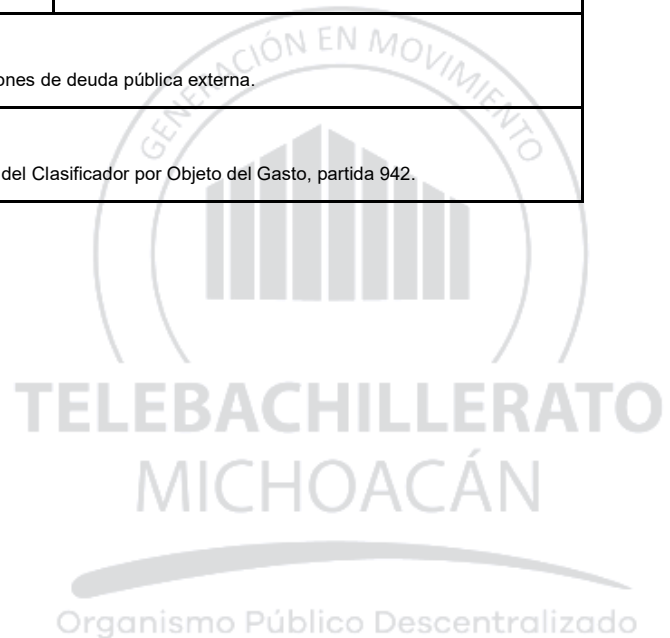 GENERACIÓN EN MOVIMIENTO
ones de deuda pública externa.
del Clasificador por Objeto del Gasto, partida 942.
TELEBACHILLERATO
MICHOACÁN
Organismo Público Descentralizado